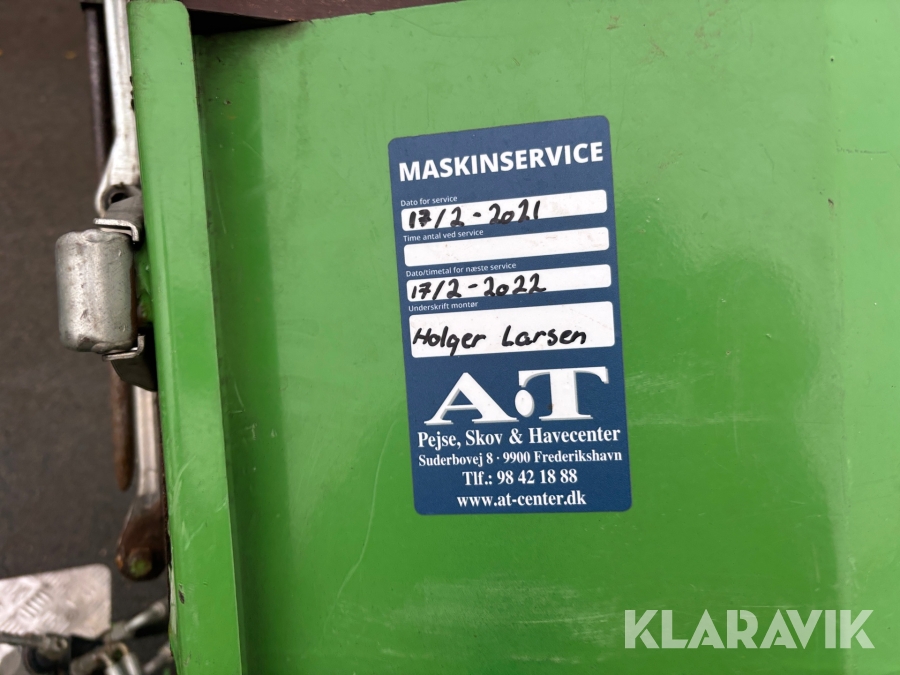 MASKINSERVICE
Dato for service
17/2-2021
Time antal ved service
Dato/timetal for næste service
17/2-2022
Underskrift montør
Holger Larsen
A.T
Pejse, Skov & Havecenter
Suderbovej 8 · 9900 Frederikshavn
Tlf.: 98 42 18 88
www.at-center.dk
KLARAVIK